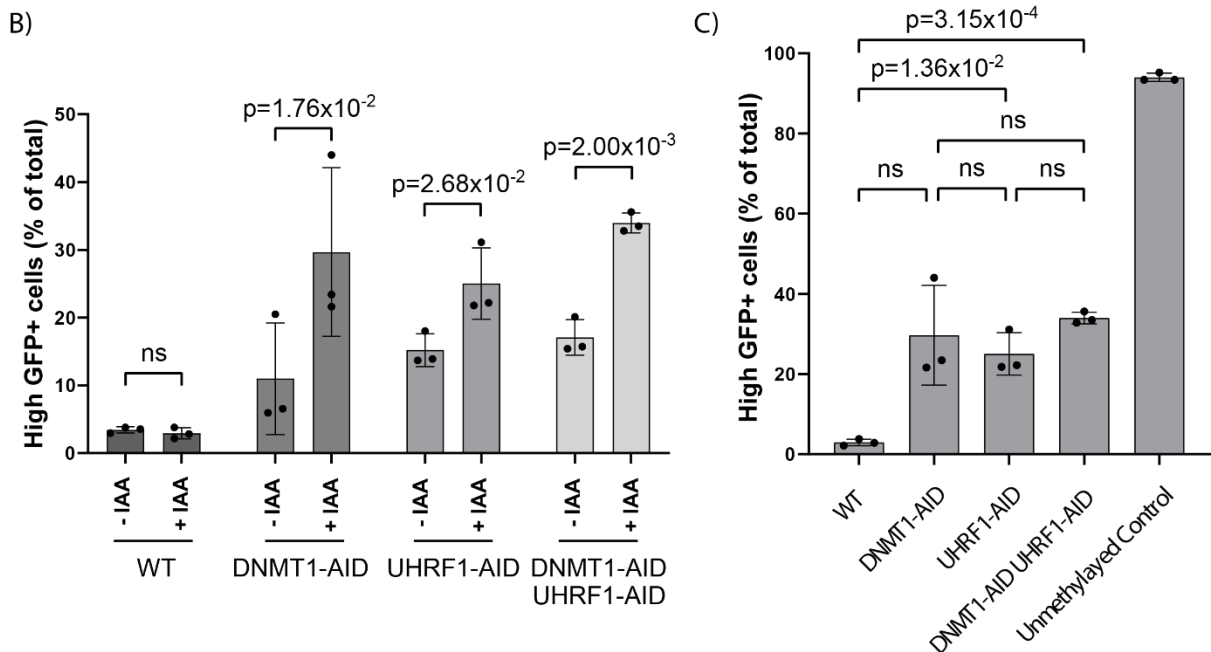 B)
High GFP+ cells (% of total)
50
40
30
20
10
0
ns
p=1.76x10⁻²
p=2.68x10⁻²
p=2.00x10⁻³
- IAA
+ IAA
- IAA
+ IAA
- IAA
+ IAA
- IAA
+ IAA
WT
DNMT1-AID
UHRF1-AID
DNMT1-AID
UHRF1-AID
C)
High GFP+ cells (% of total)
100
80
60
40
20
0
p=3.15x10⁻⁴
p=1.36x10⁻²
ns
ns
ns
ns
WT
DNMT1-AID
UHRF1-AID
DNMT1-AID UHRF1-AID
Unmethylayed Control